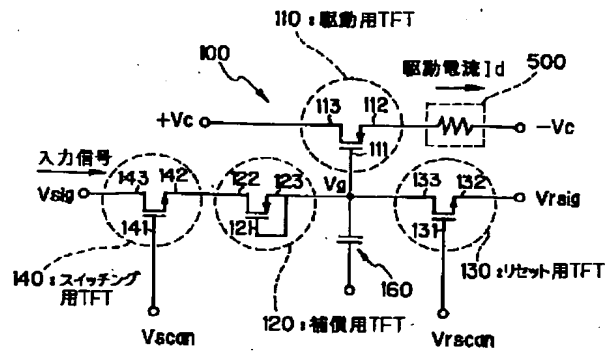 110:駆動用TFT
100
駆動電流Id
500
113
112
+Vc
-Vc
111
入力信号
Vg
143
142
122
123
133
132
Vsig
Vrsig
141
121
131
140:スイッチング
用TFT
160
130:リセット用TFT
120:補償用TFT
Vscan
Vrscan